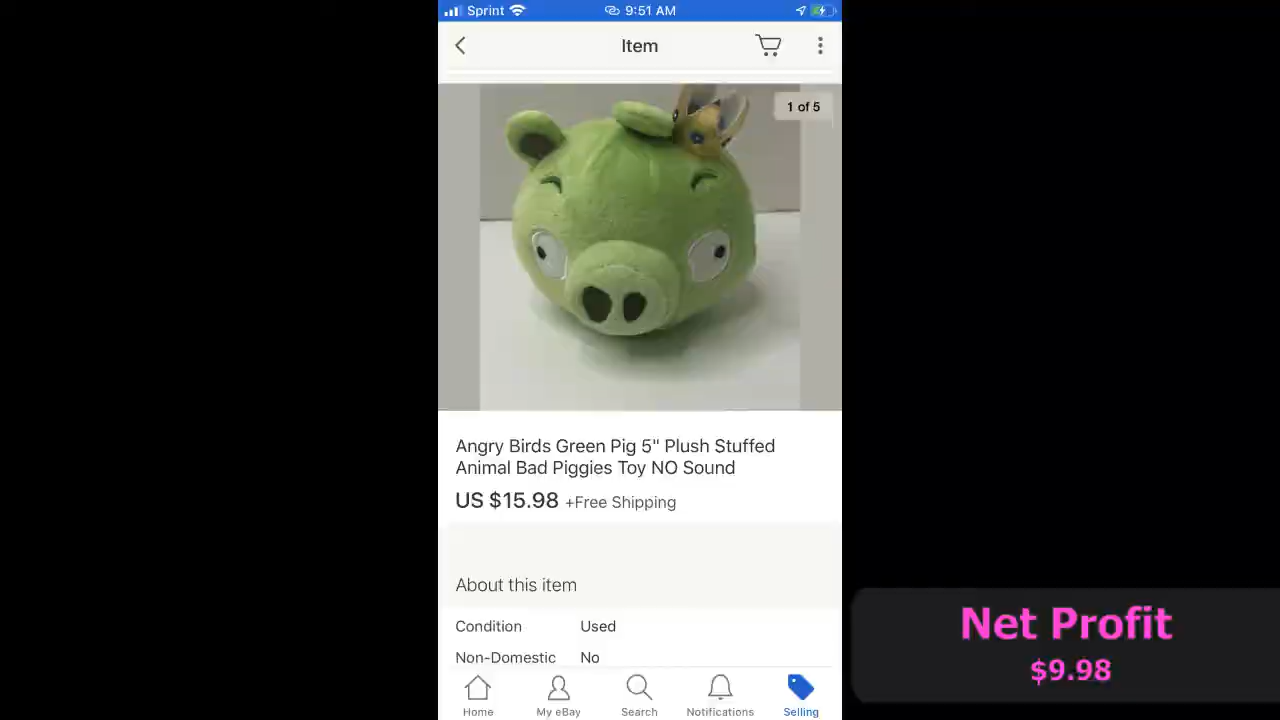 Sprint 9:51 AM
Item
1 of 5
Angry Birds Green Pig 5" Plush Stuffed
Animal Bad Piggies Toy NO Sound
US $15.98 +Free Shipping
About this item
Condition Used
Non-Domestic No
Home My eBay Search Notifications Selling
Net Profit
$9.98